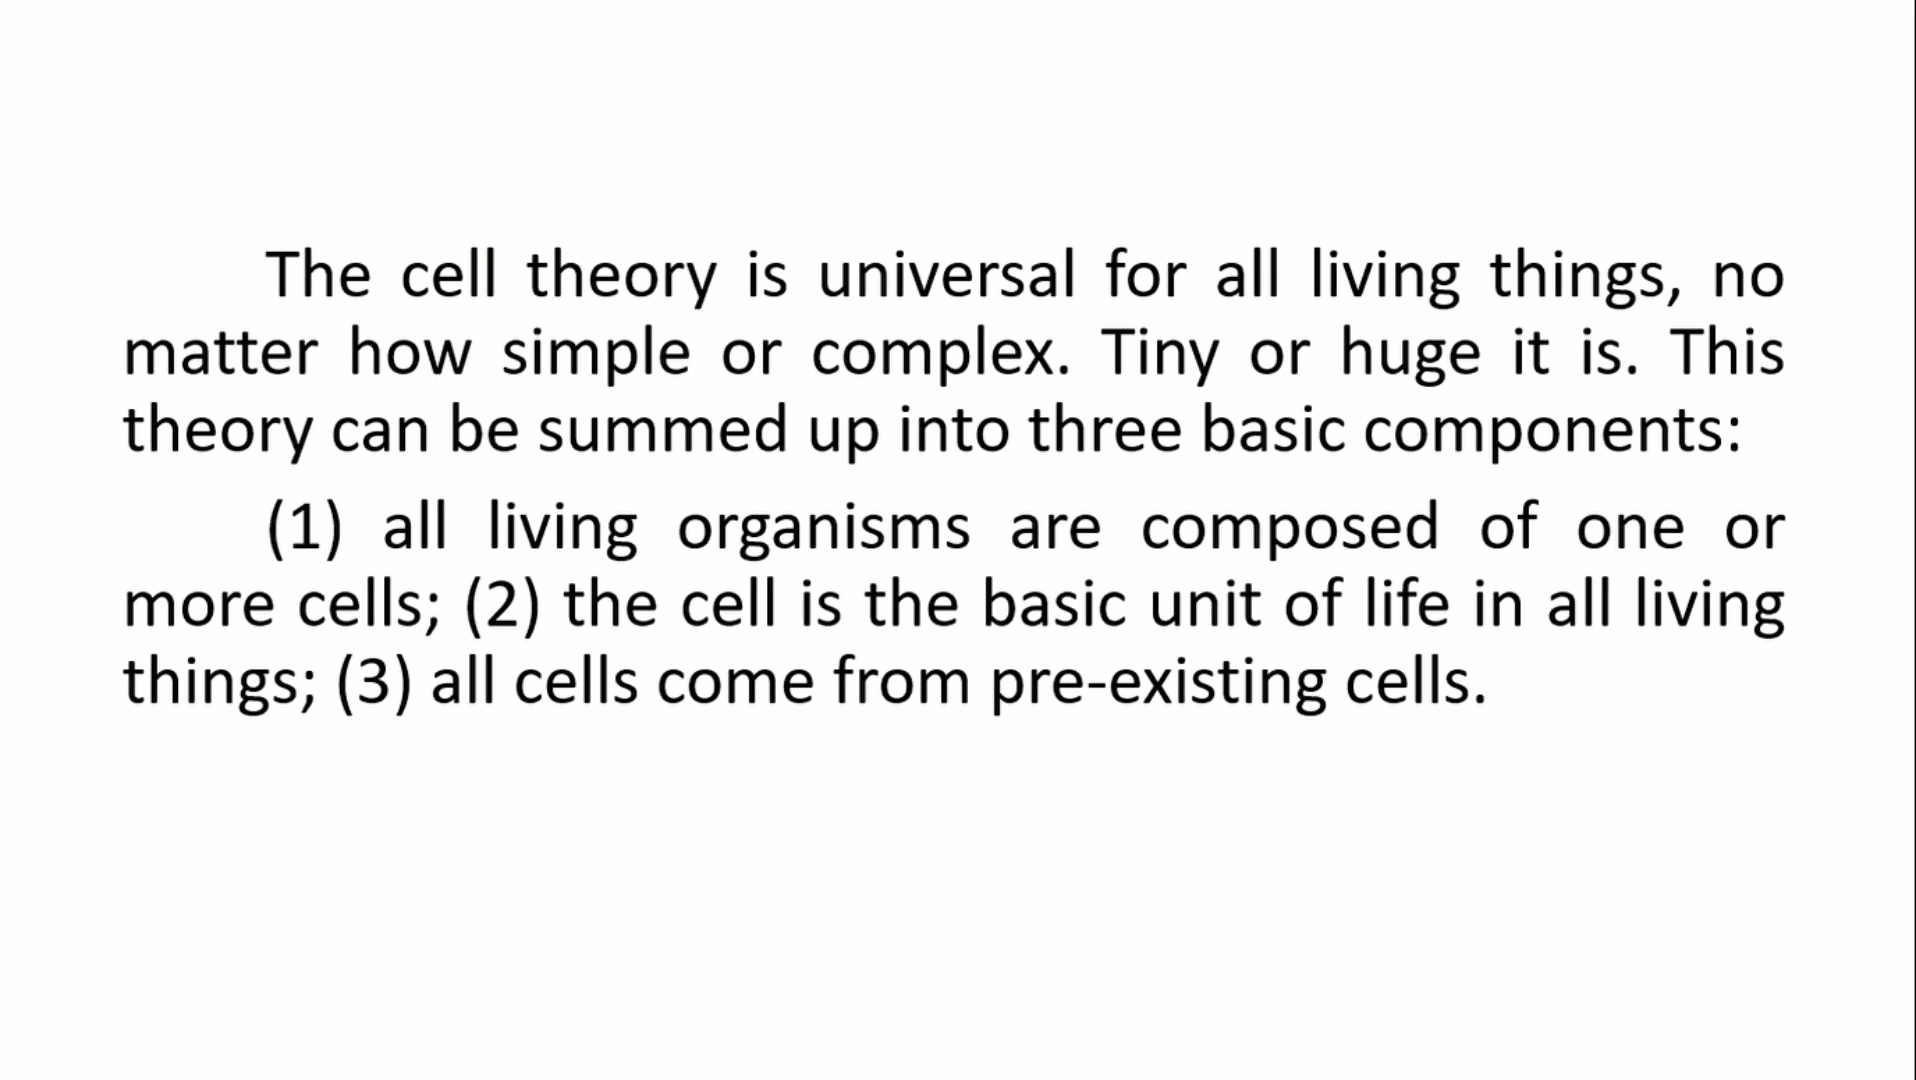 The cell theory is universal for all living things, no
matter how simple or complex. Tiny or huge it is. This
theory can be summed up into three basic components:
(1) all living organisms are composed of one or
more cells; (2) the cell is the basic unit of life in all living
things; (3) all cells come from pre-existing cells.